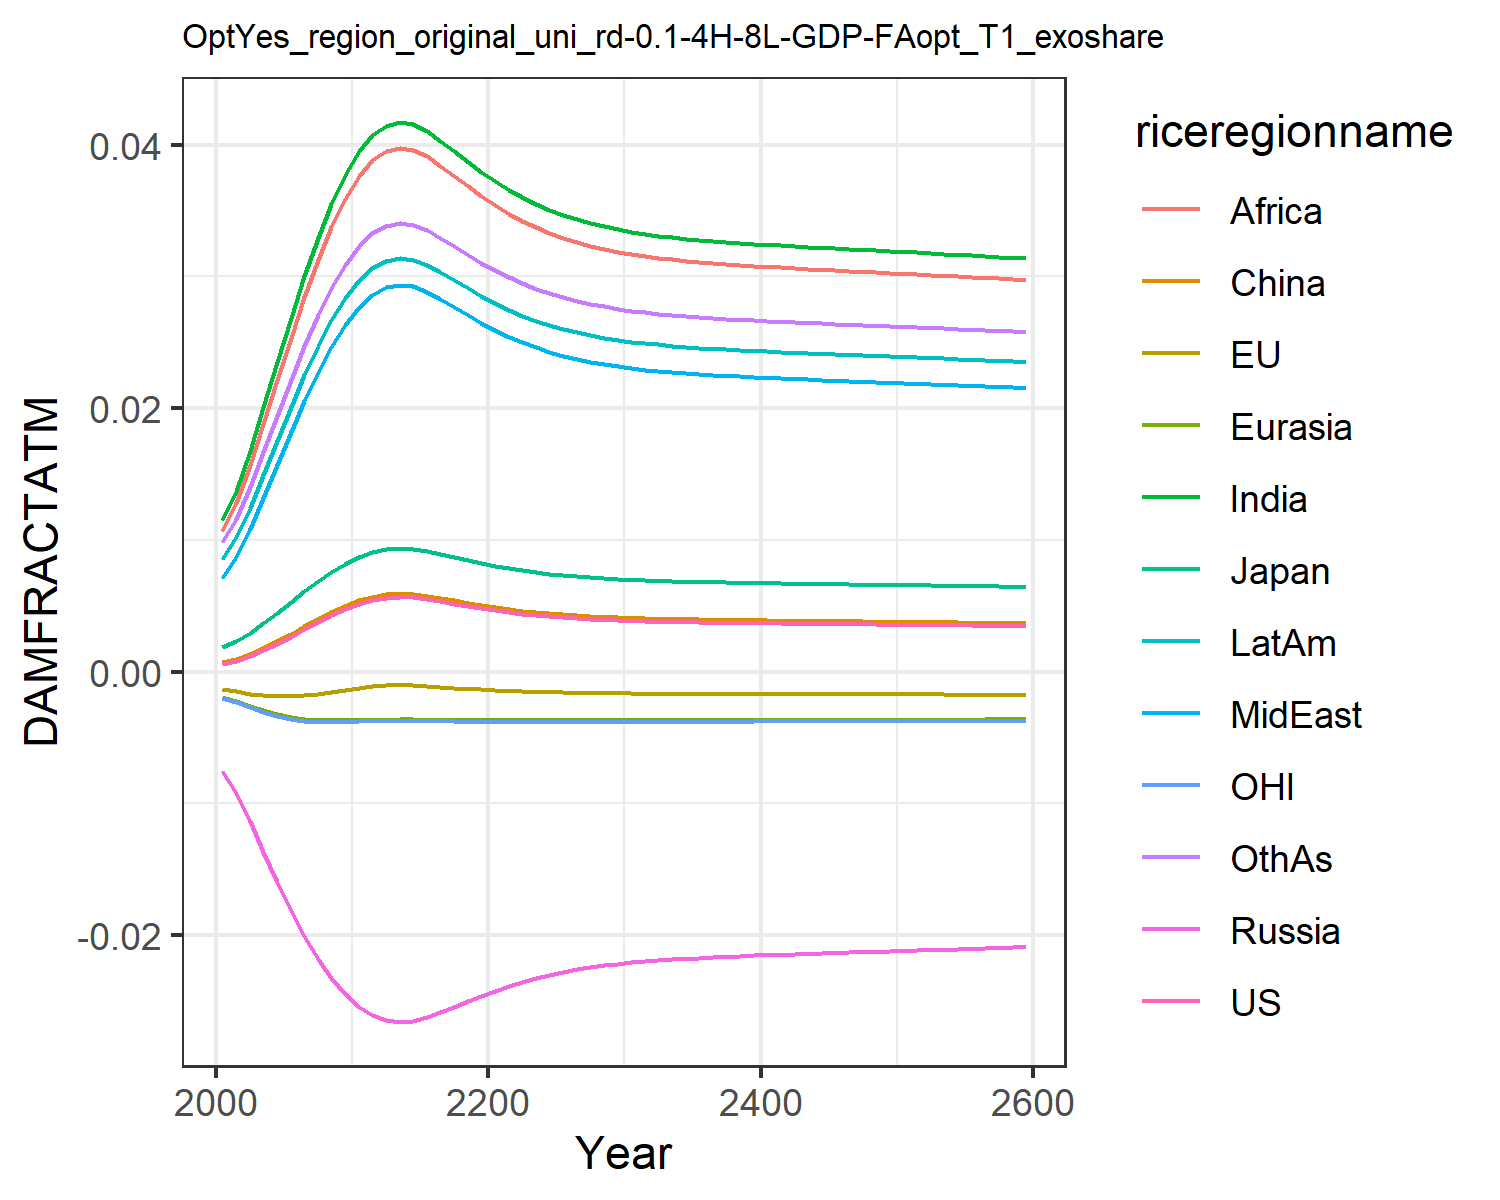 OptYes_region_original_uni_rd-0.1-4H-8L-GDP-FAopt_T1_exoshare
DAMFRACTATM
0.04
0.02
0.00
-0.02
2000 2200 2400 2600
Year
riceregionname
Africa
China
EU
Eurasia
India
Japan
LatAm
MidEast
OHI
OthAs
Russia
US